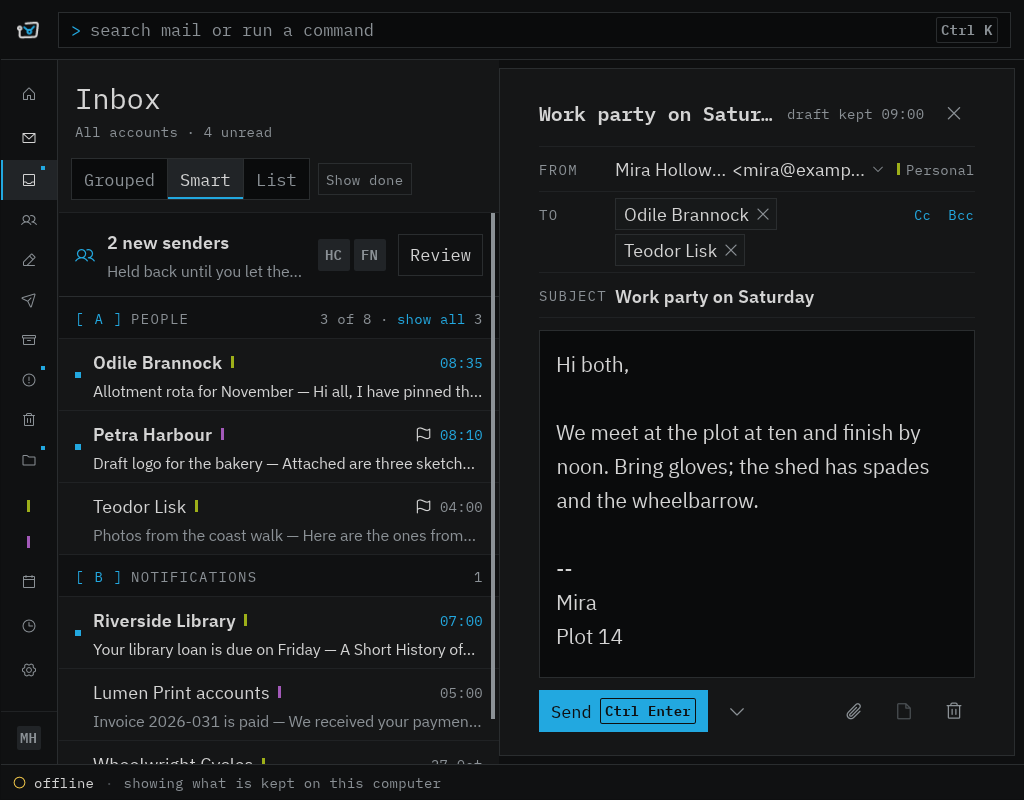 > search mail or run a command
Ctrl K
Inbox
All accounts · 4 unread
Grouped
Smart
List
Show done
2 new senders
Held back until you let the...
HC
FN
Review
[ A ] PEOPLE
3 of 8 · show all 3
Odile Brannock
08:35
Allotment rota for November — Hi all, I have pinned th...
Petra Harbour
08:10
Draft logo for the bakery — Attached are three sketch...
Teodor Lisk
04:00
Photos from the coast walk — Here are the ones from...
[ B ] NOTIFICATIONS
1
Riverside Library
07:00
Your library loan is due on Friday — A Short History of...
Lumen Print accounts
05:00
Invoice 2026-031 is paid — We received your paymen...
Wheelwright Cycles
27 Oct
MH
Work party on Satur…
draft kept 09:00
FROM
Mira Hollow... <mira@examp...
Personal
TO
Odile Brannock
Teodor Lisk
Cc
Bcc
SUBJECT
Work party on Saturday
Hi both,
We meet at the plot at ten and finish by
noon. Bring gloves; the shed has spades
and the wheelbarrow.
--
Mira
Plot 14
Send
Ctrl Enter
offline · showing what is kept on this computer